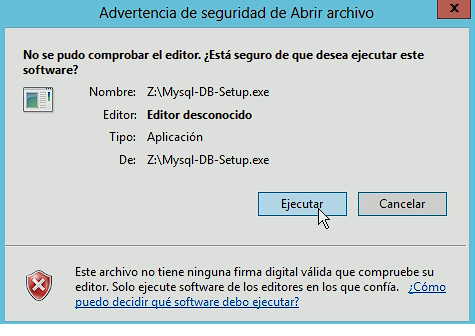 Advertencia de seguridad de Abrir archivo
x
No se pudo comprobar el editor. ¿Está seguro de que desea ejecutar este
software?
Nombre: Z:\Mysql-DB-Setup.exe
Editor: Editor desconocido
Tipo: Aplicación
De: Z:\Mysql-DB-Setup.exe
Ejecutar Cancelar
Este archivo no tiene ninguna firma digital válida que compruebe su
editor. Solo ejecute software de los editores en los que confía. ¿Cómo
puedo decidir qué software debo ejecutar?